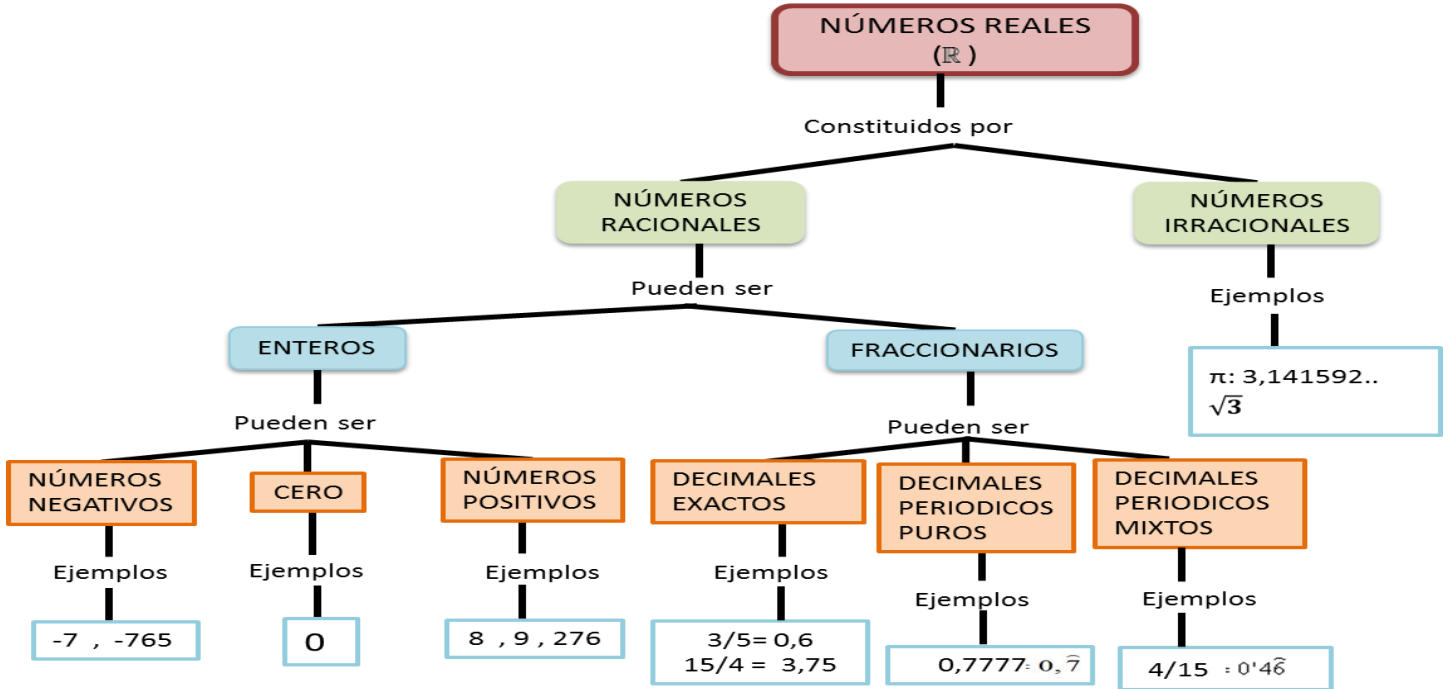 NÚMEROS REALES
(ℝ )
Constituidos por
NÚMEROS
RACIONALES
NÚMEROS
IRRACIONALES
Pueden ser
Ejemplos
ENTEROS
FRACCIONARIOS
π: 3,141592..
√3
Pueden ser
Pueden ser
NÚMEROS
NEGATIVOS
CERO
NÚMEROS
POSITIVOS
DECIMALES
EXACTOS
DECIMALES
PERIODICOS
PUROS
DECIMALES
PERIODICOS
MIXTOS
Ejemplos
Ejemplos
Ejemplos
Ejemplos
Ejemplos
Ejemplos
-7 , -765
0
8 , 9 , 276
3/5= 0,6
15/4 = 3,75
0,7777= 0, 7̂
4/15 : 0'46̂